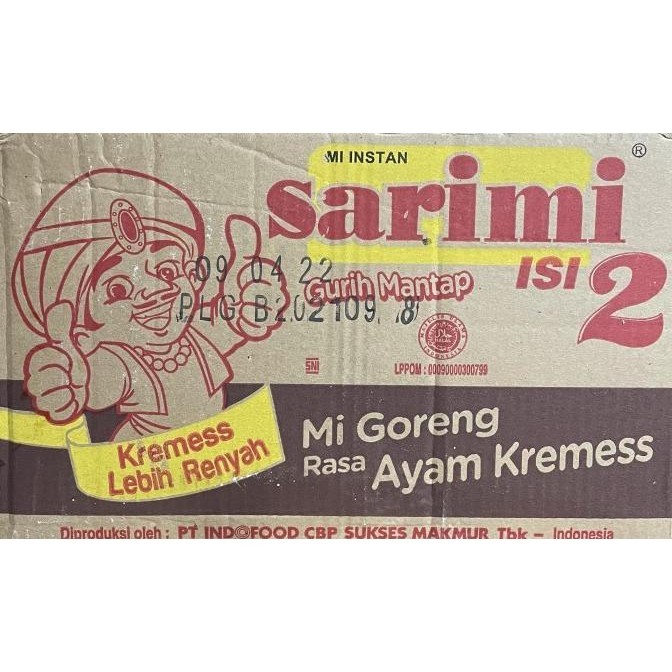 MI INSTAN
sarimi ®
ISI 2
09 04 22
Gurih Mantap
SNI
LPPOM : 00090000300799
Kremess
Lebih Renyah
Mi Goreng
Rasa Ayam Kremess
Diproduksi oleh : PT INDOFOOD CBP SUKSES MAKMUR Tbk – Indonesia